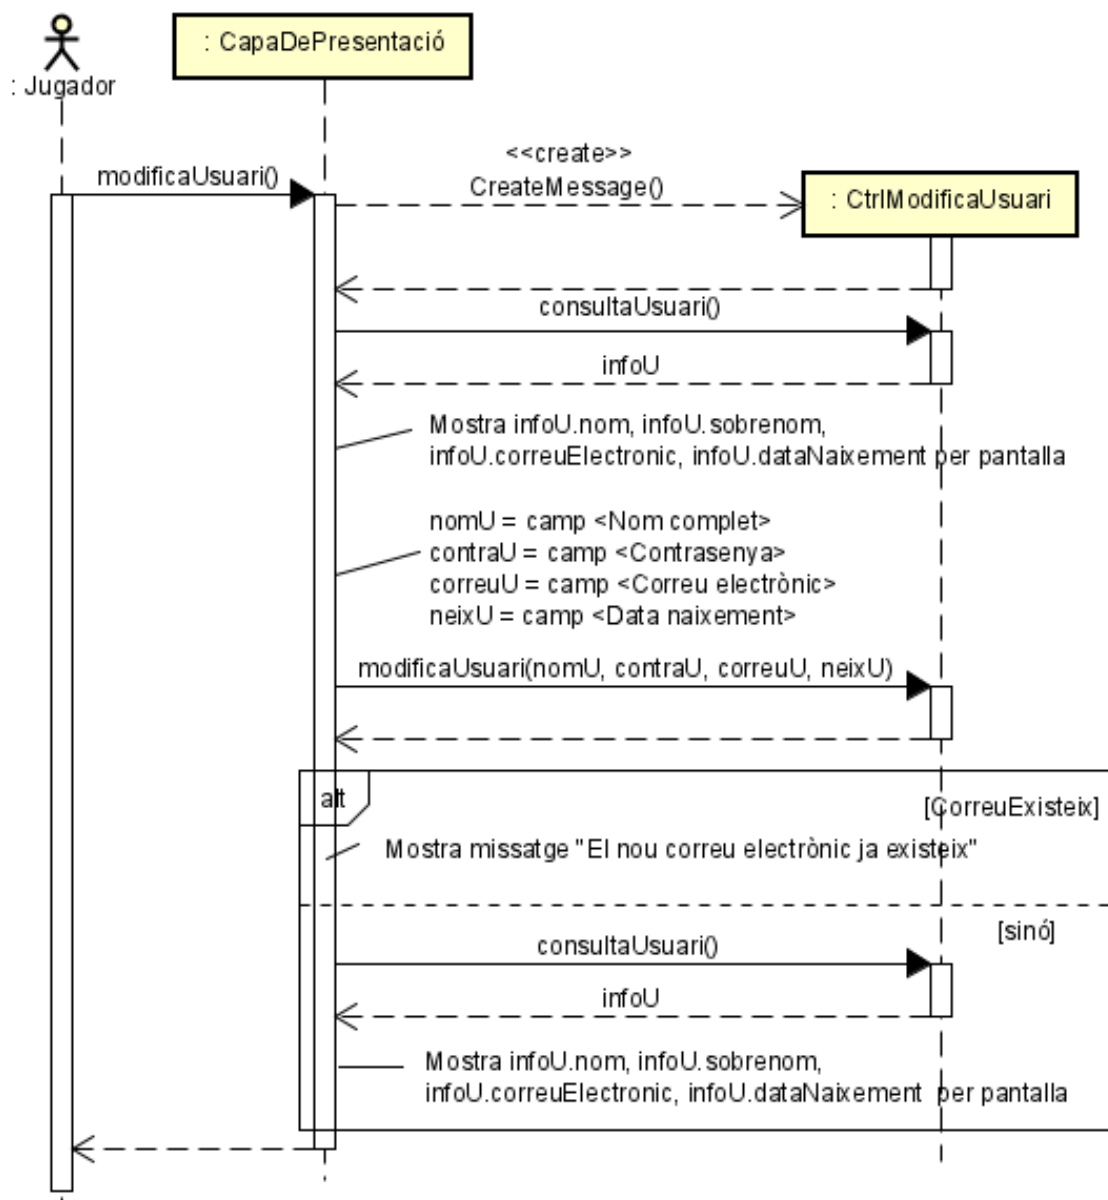 : CapaDePresentació
: Jugador
<<create>>
modificaUsuari()
CreateMessage()
: CtrlModificaUsuari
consultaUsuari()
infoU
Mostra infoU.nom, infoU.sobrenom,
infoU.correuElectronic, infoU.dataNaixement per pantalla
nomU = camp <Nom complet>
contraU = camp <Contrasenya>
correuU = camp <Correu electrònic>
neixU = camp <Data naixement>
modificaUsuari(nomU, contraU, correuU, neixU)
alt
[CorreuExisteix]
Mostra missatge "El nou correu electrònic ja existeix"
[sinó]
consultaUsuari()
infoU
Mostra infoU.nom, infoU.sobrenom,
infoU.correuElectronic, infoU.dataNaixement per pantalla